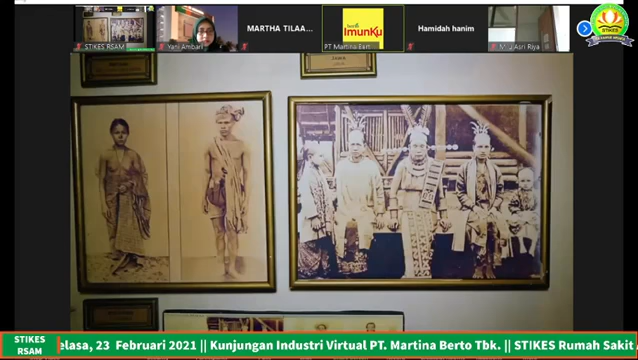 STIKES RSAM
Yani Ambari
MARTHA TILAA...
ImunKu
PT Martina Bert
Hamidah hanim
STIKES
STIKES
RSAM
elasa, 23 Februari 2021 || Kunjungan Industri Virtual PT. Martina Berto Tbk. || STIKES Rumah Sakit